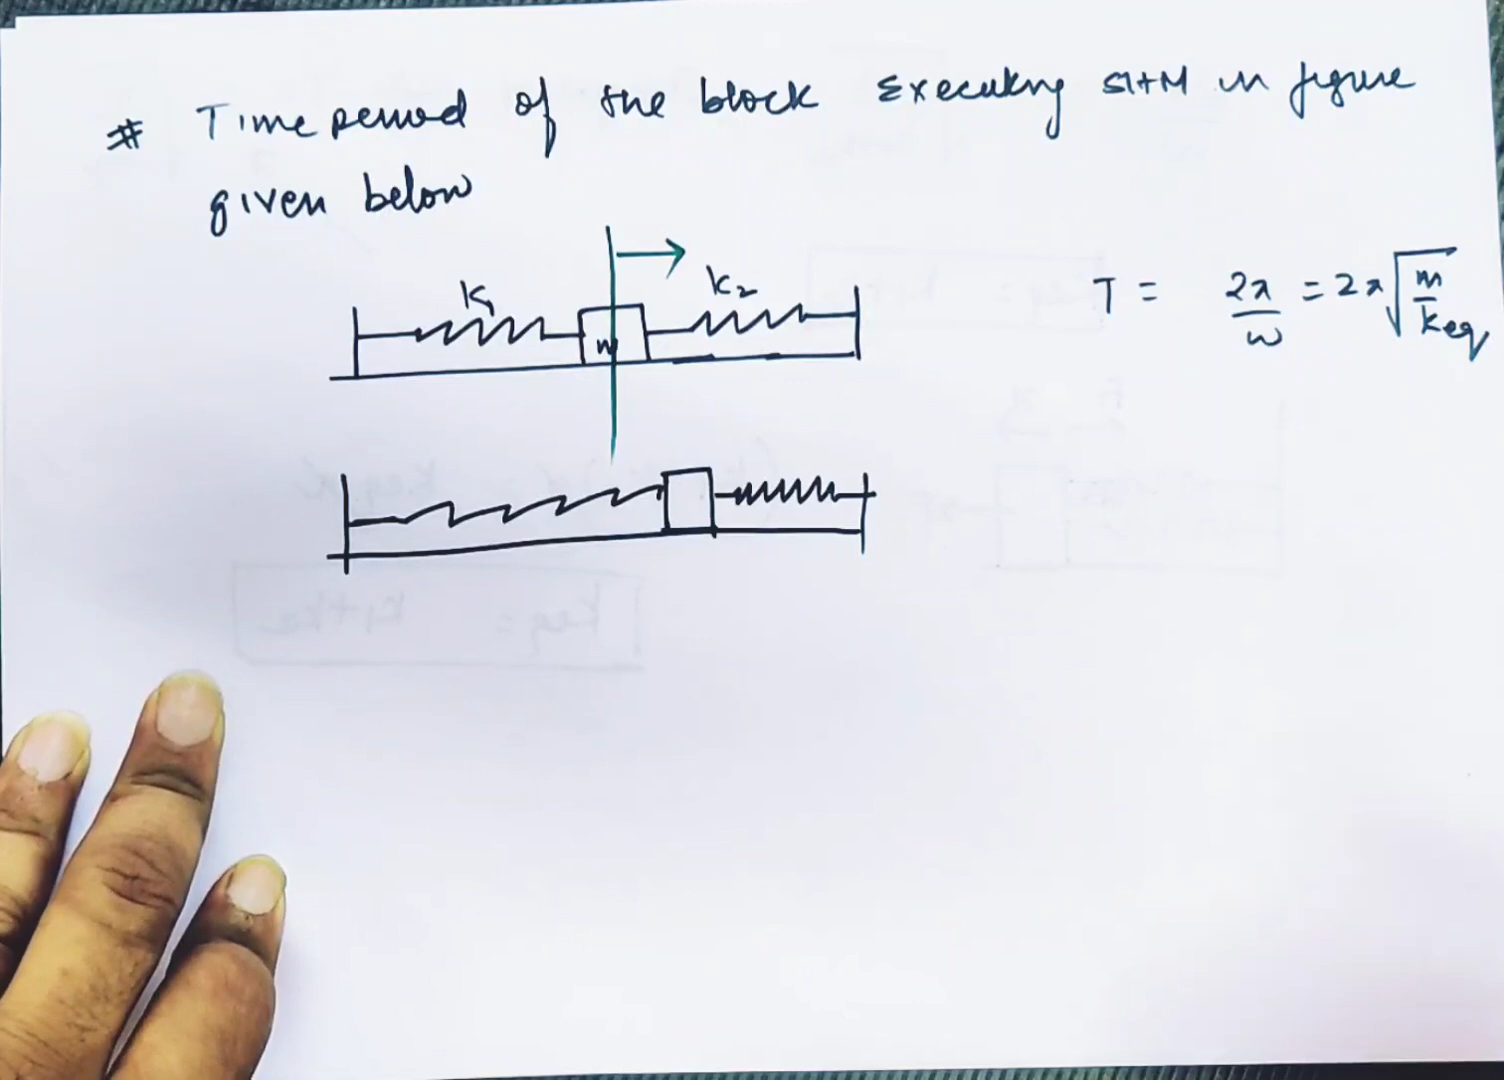 # Time period of the block Executing SHM in figure
given below
K₁
K₂
m
T = 2π/ω = 2π√(m/keq)